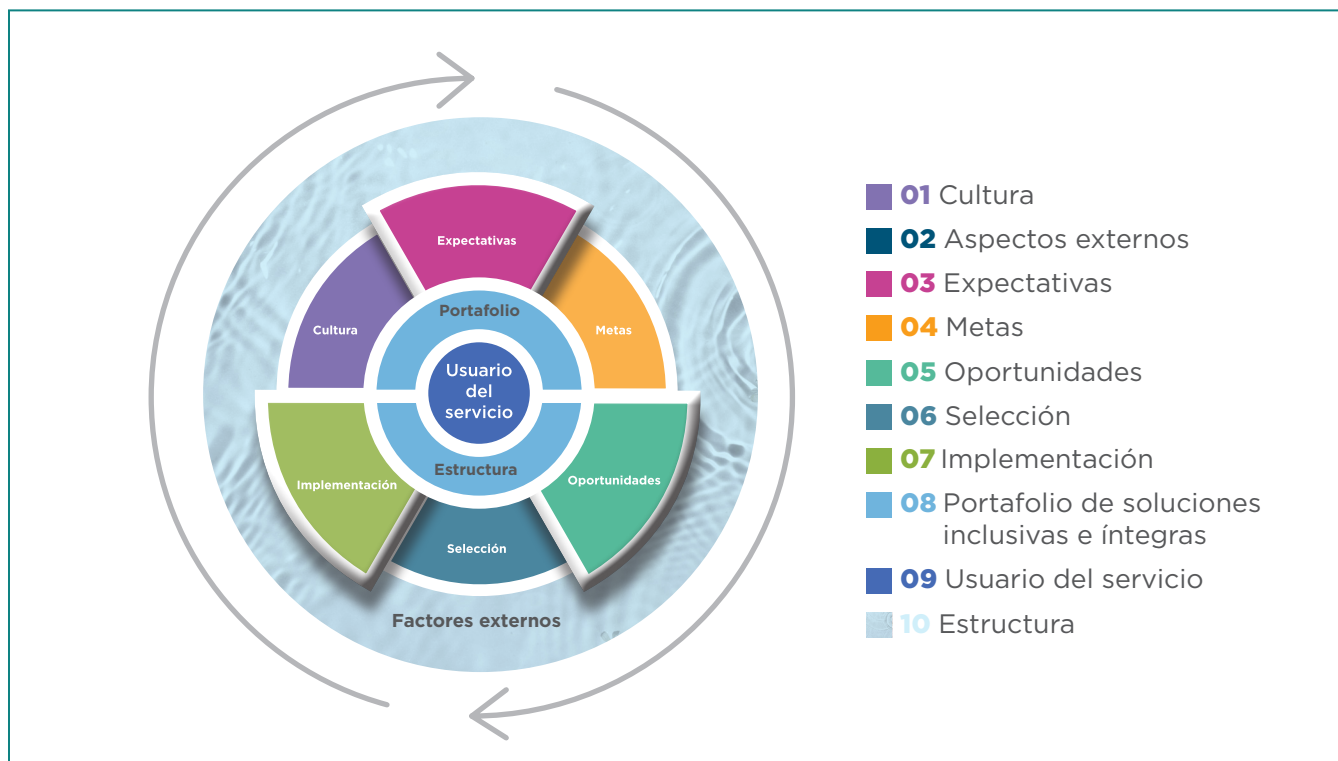 Expectativas
Cultura
Metas
Portafolio
Usuario
del
servicio
Estructura
Implementación
Oportunidades
Selección
Factores externos
01 Cultura
02 Aspectos externos
03 Expectativas
04 Metas
05 Oportunidades
06 Selección
07 Implementación
08 Portafolio de soluciones
inclusivas e íntegras
09 Usuario del servicio
10 Estructura